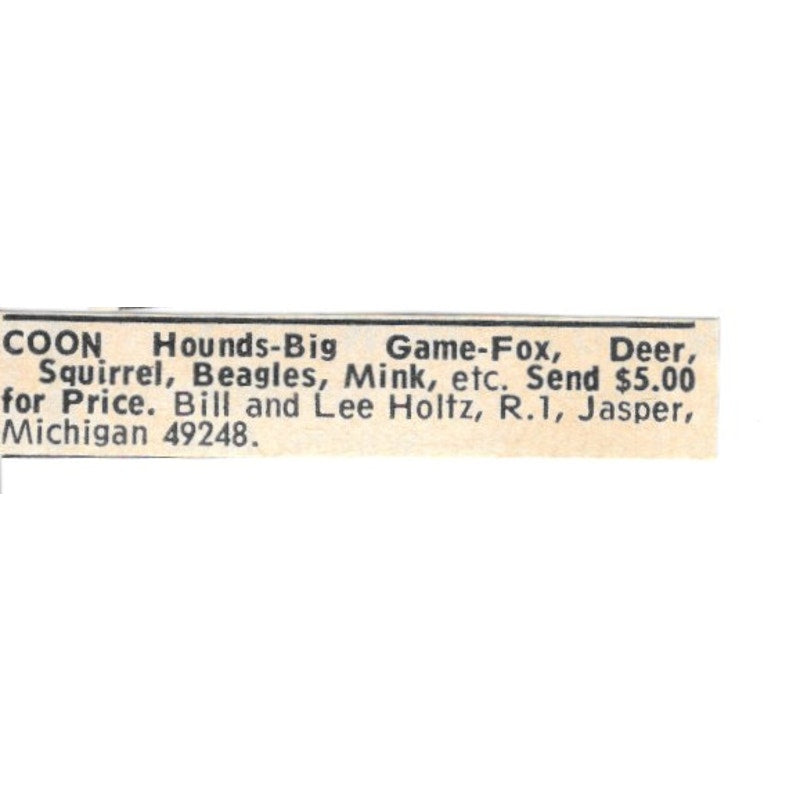 COON Hounds-Big Game-Fox, Deer,
Squirrel, Beagles, Mink, etc. Send $5.00
for Price. Bill and Lee Holtz, R.1, Jasper,
Michigan 49248.